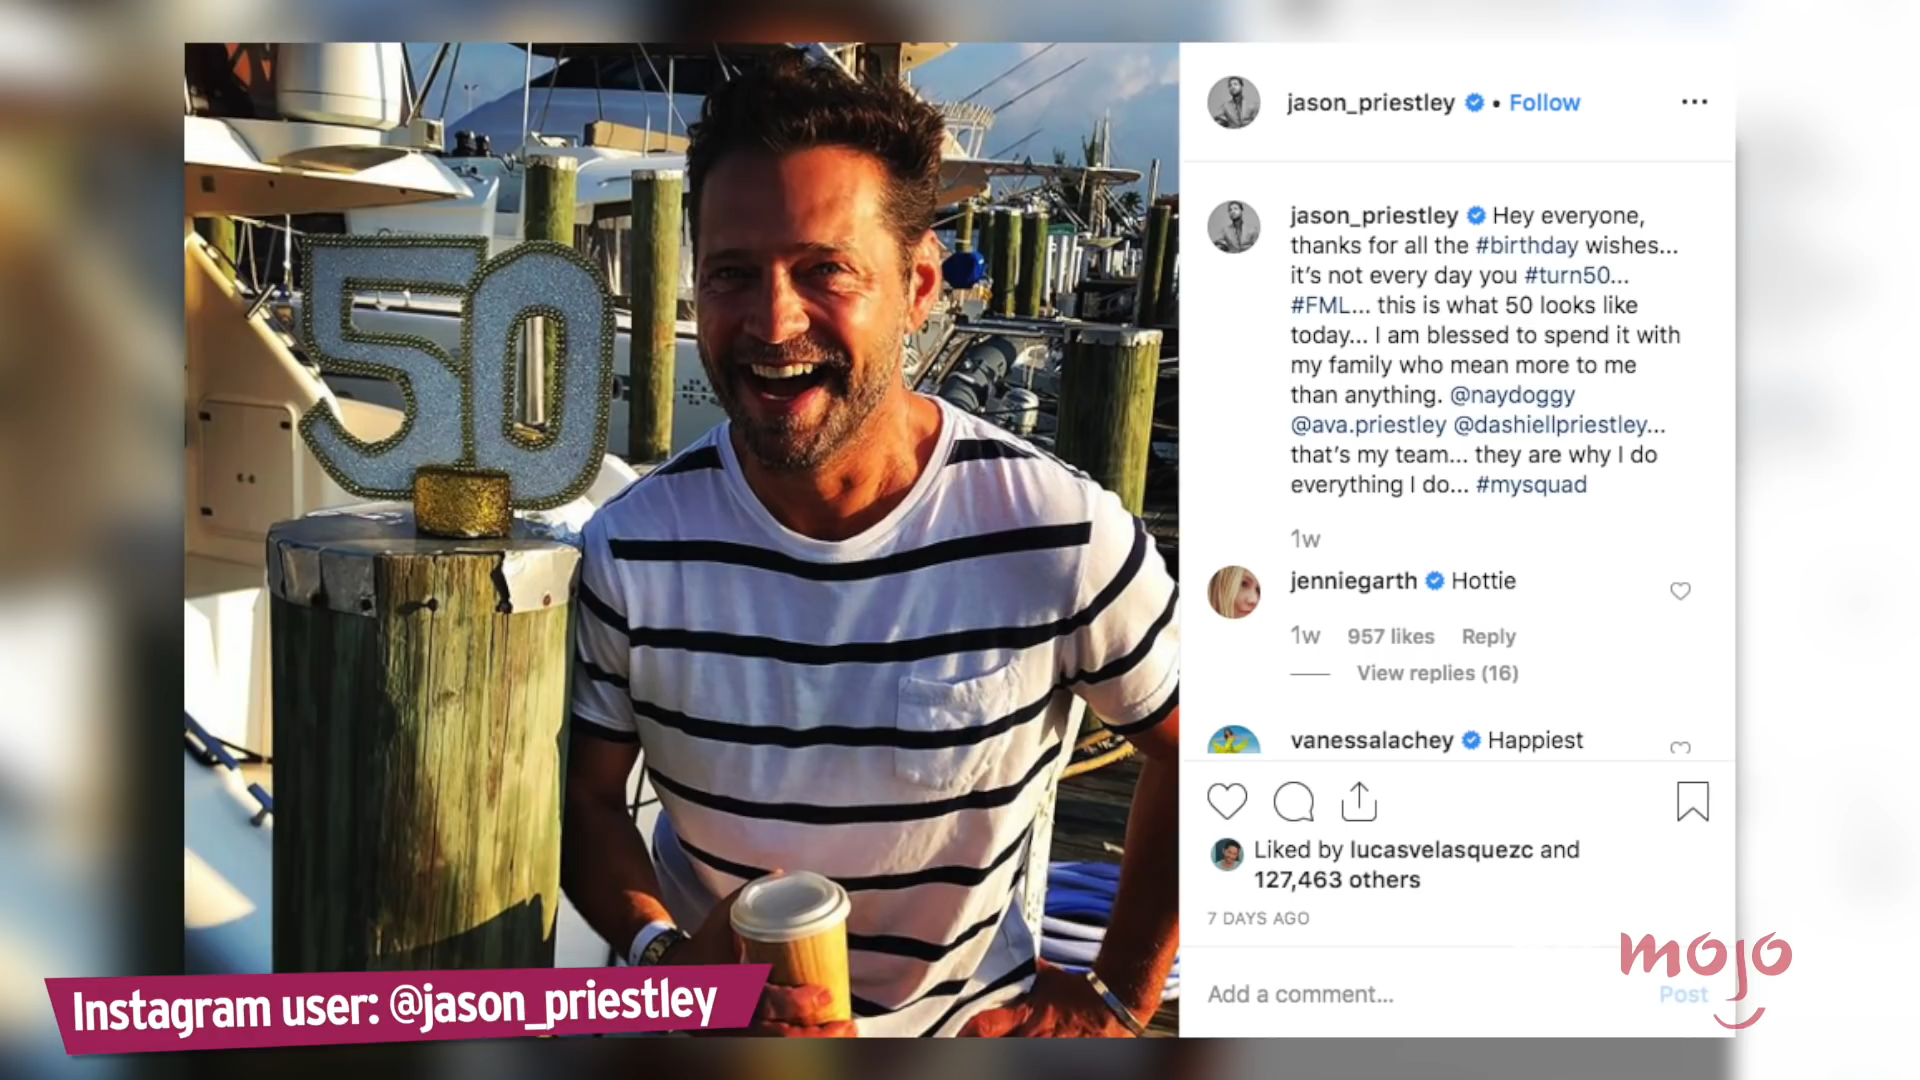 50
jason_priestley • Follow
jason_priestley Hey everyone,
thanks for all the #birthday wishes...
it's not every day you #turn50...
#FML... this is what 50 looks like
today... I am blessed to spend it with
my family who mean more to me
than anything. @naydoggy
@ava.priestley @dashiellpriestley...
that's my team... they are why I do
everything I do... #mysquad
1w
jenniegarth Hottie
1w 957 likes Reply
View replies (16)
vanessalachey Happiest
Liked by lucasvelasquezc and
127,463 others
7 DAYS AGO
Add a comment...
Post
mojo
Instagram user: @jason_priestley